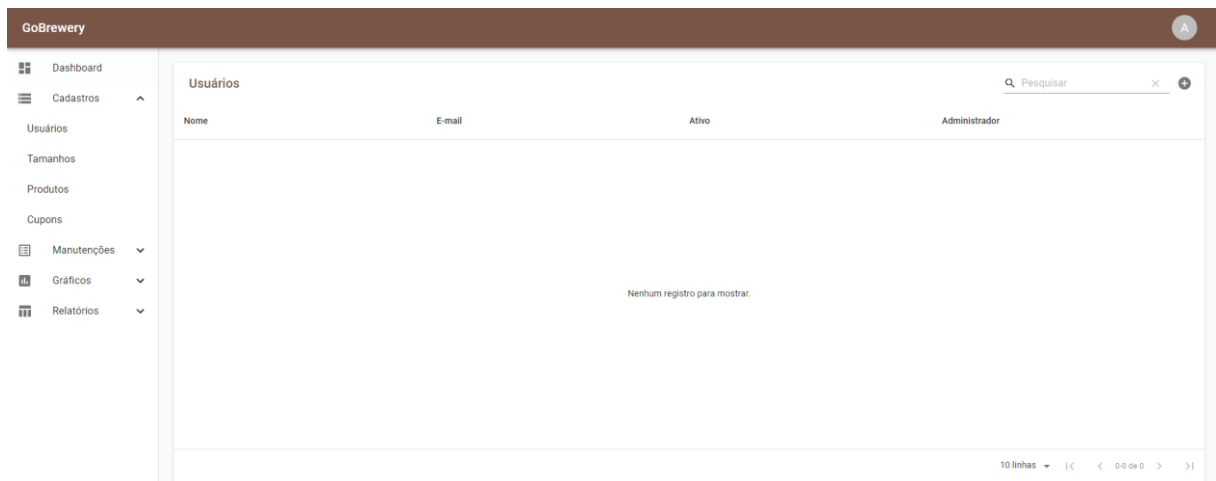 GoBrewery
A
Dashboard
Cadastros
Usuários
Tamanhos
Produtos
Cupons
Manutenções
Gráficos
Relatórios
Usuários
Pesquisar
Nome E-mail Ativo Administrador
Nenhum registro para mostrar.
10 linhas 0-0 de 0